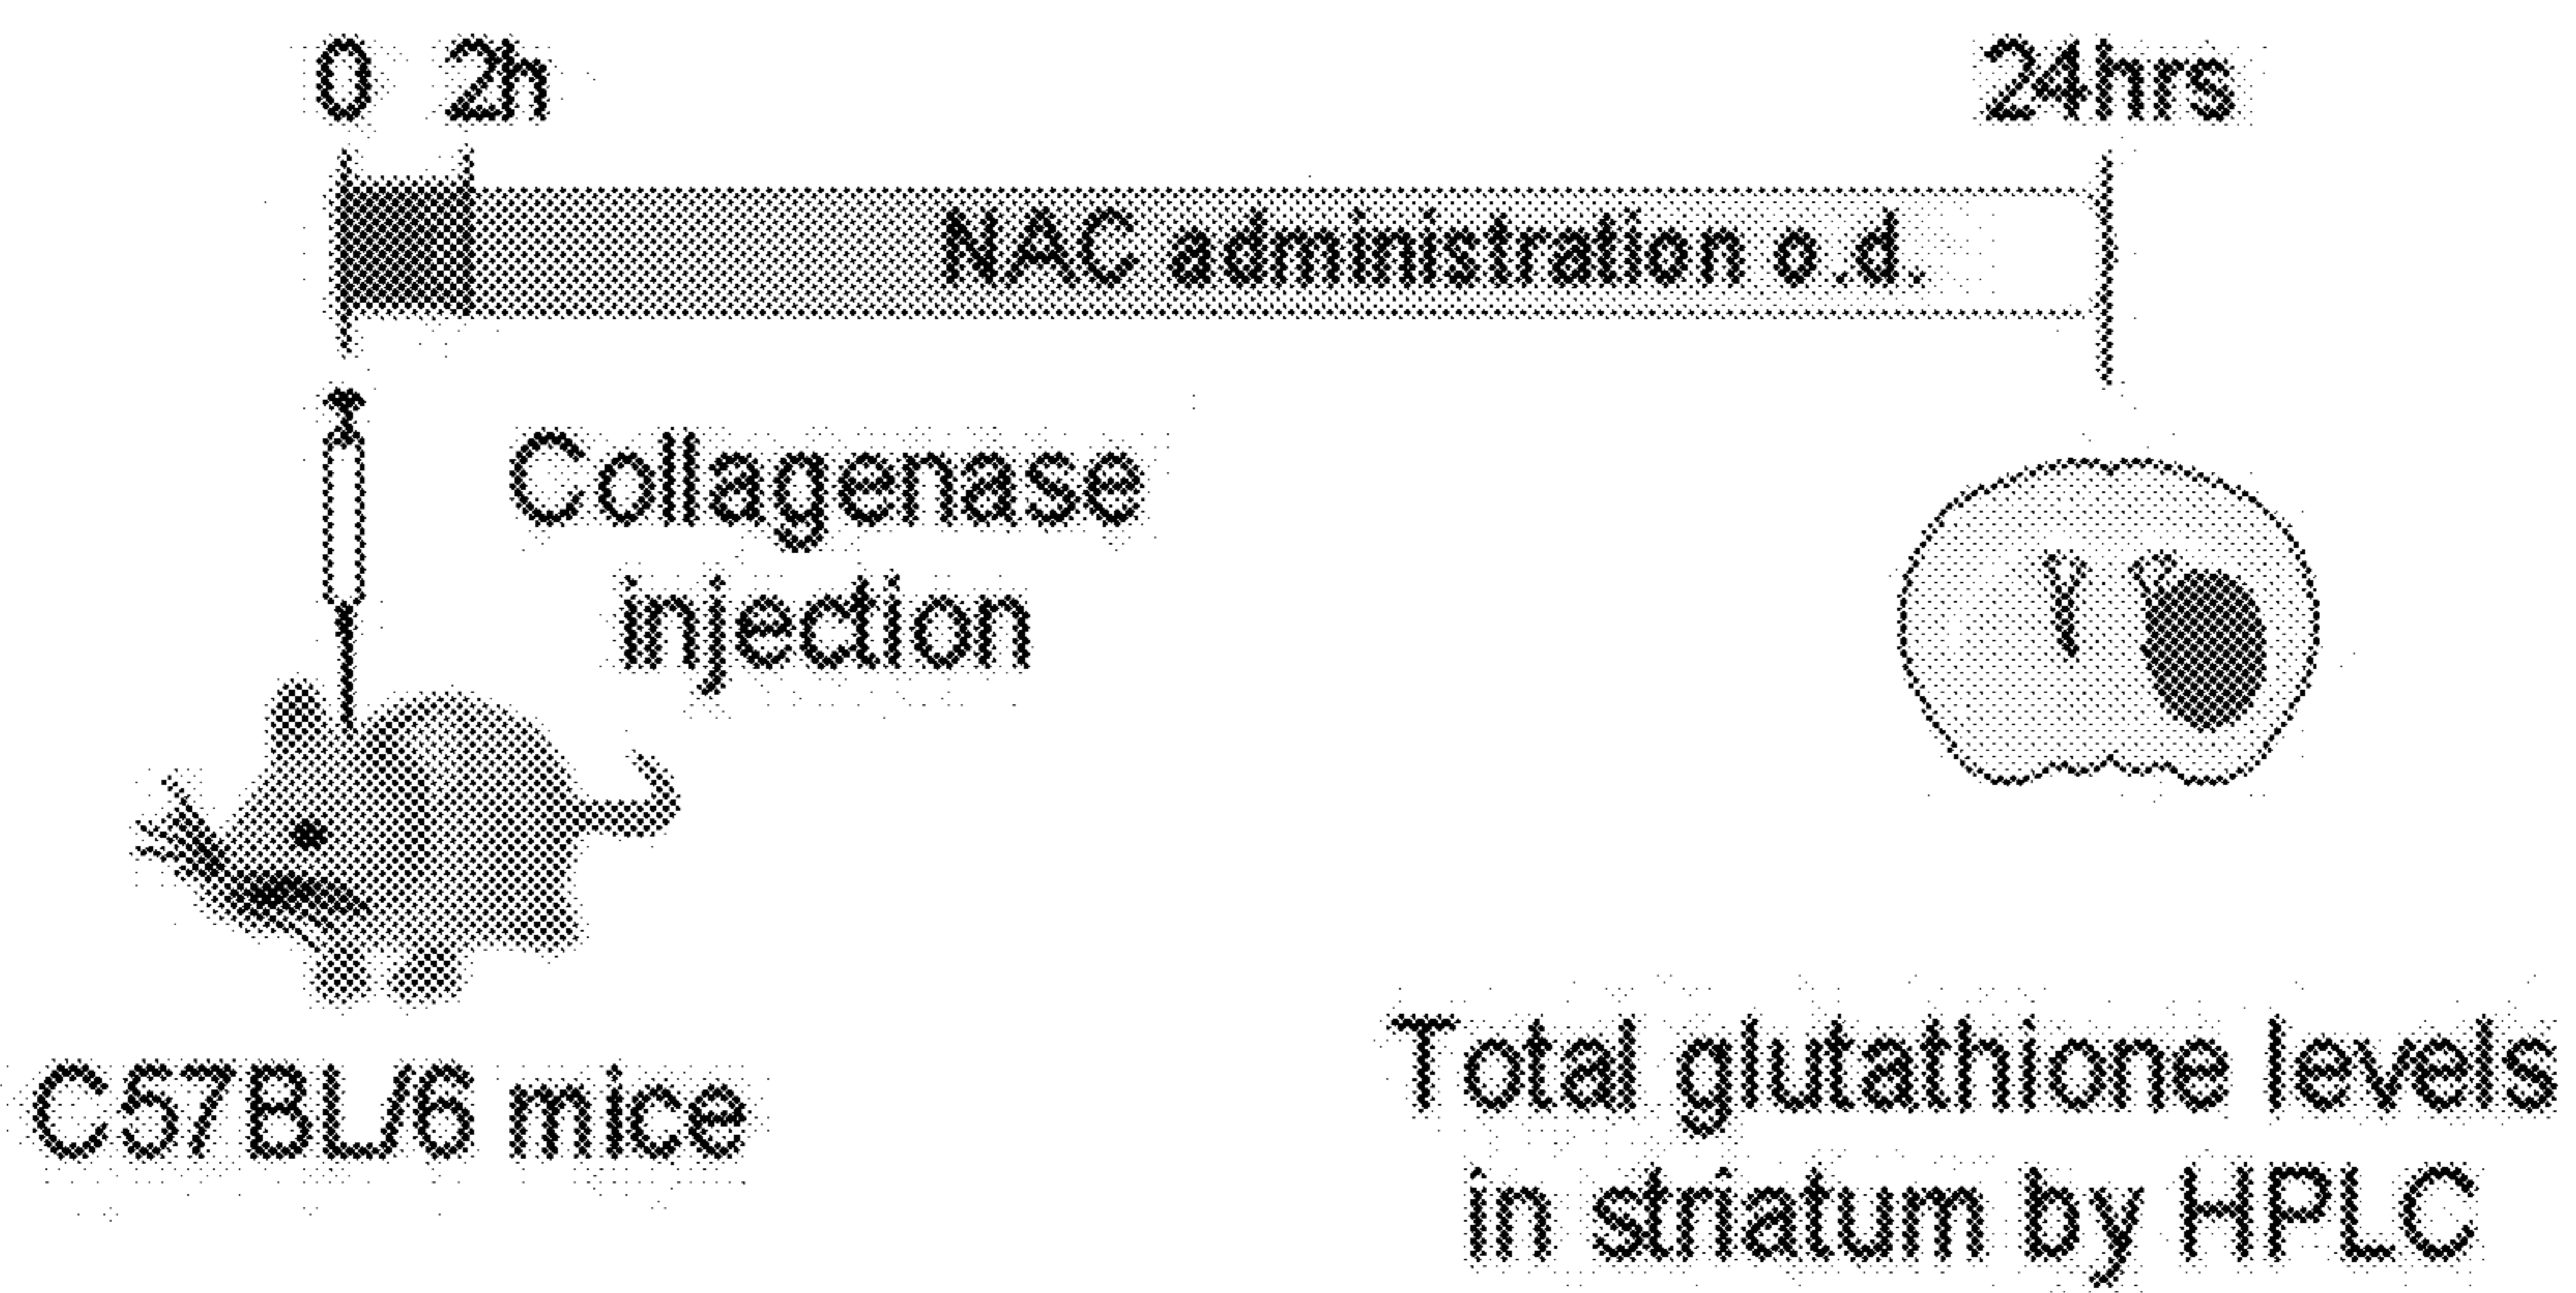 0 2h 24hrs
NAC administration o.d.
Collagenase
injection
C57BL/6 mice
Total glutathione levels
in striatum by HPLC